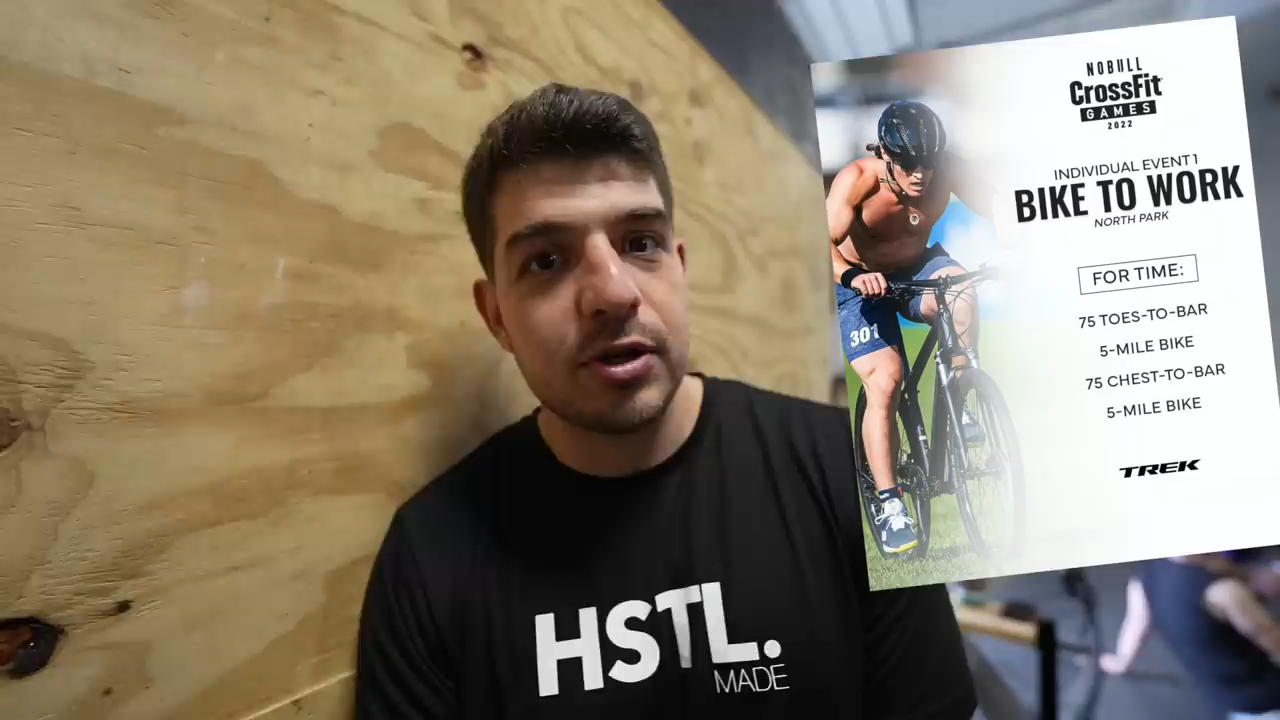 NOBULL
CrossFit
GAMES
2022
INDIVIDUAL EVENT 1
BIKE TO WORK
NORTH PARK
FOR TIME:
75 TOES-TO-BAR
5-MILE BIKE
75 CHEST-TO-BAR
5-MILE BIKE
TREK
301
HSTL.
MADE